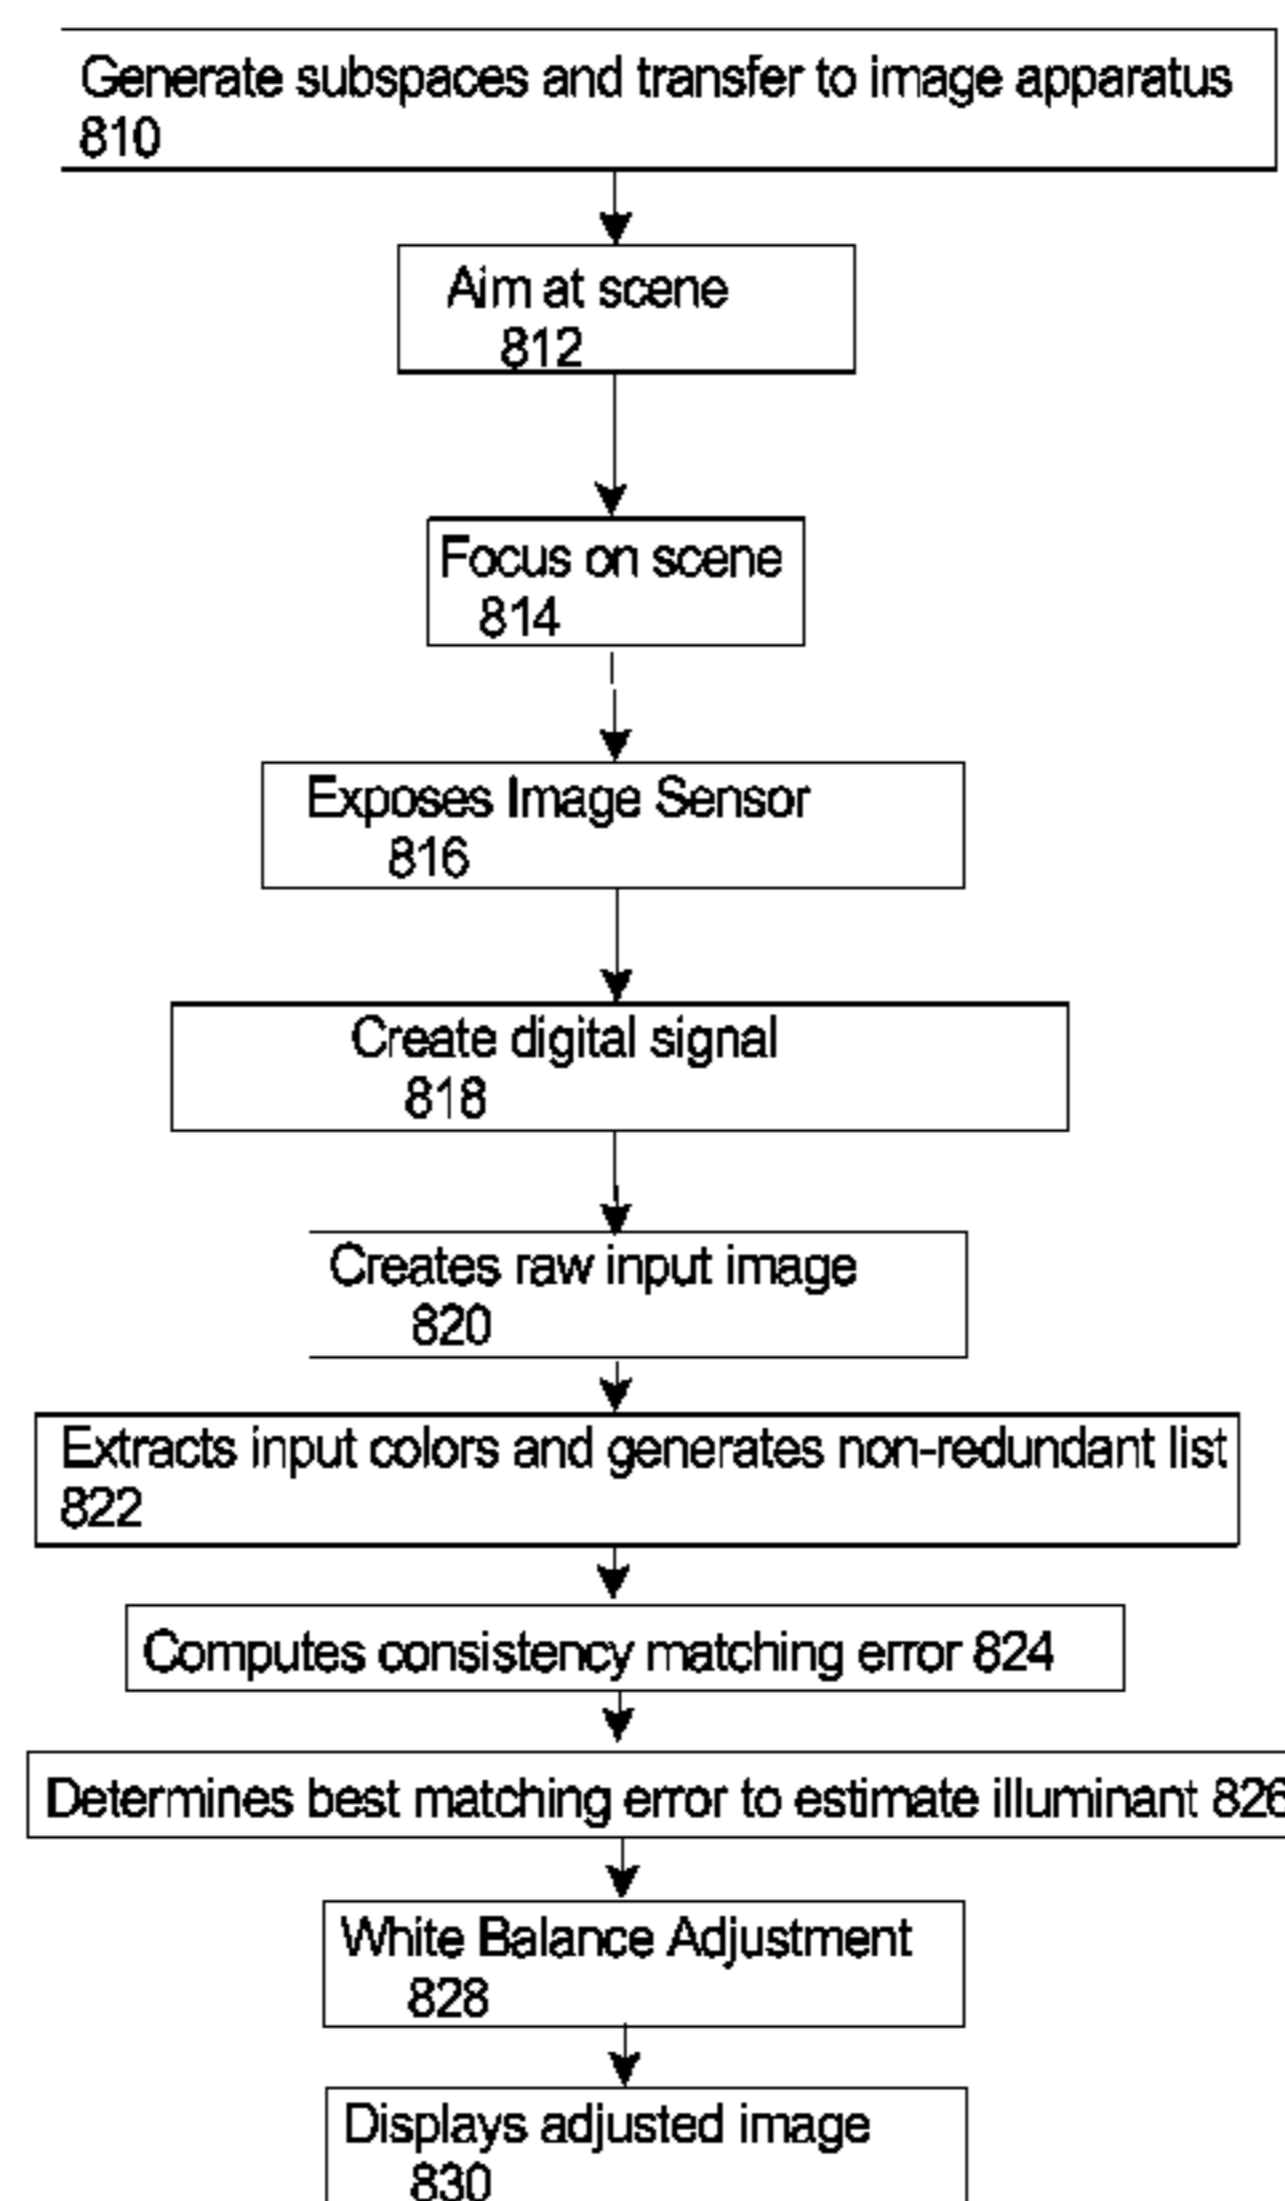 Generate subspaces and transfer to image apparatus
810
Aim at scene
812
Focus on scene
814
Exposes Image Sensor
816
Create digital signal
818
Creates raw input image
820
Extracts input colors and generates non-redundant list
822
Computes consistency matching error 824
Determines best matching error to estimate illuminant 826
White Balance Adjustment
828
Displays adjusted image
830